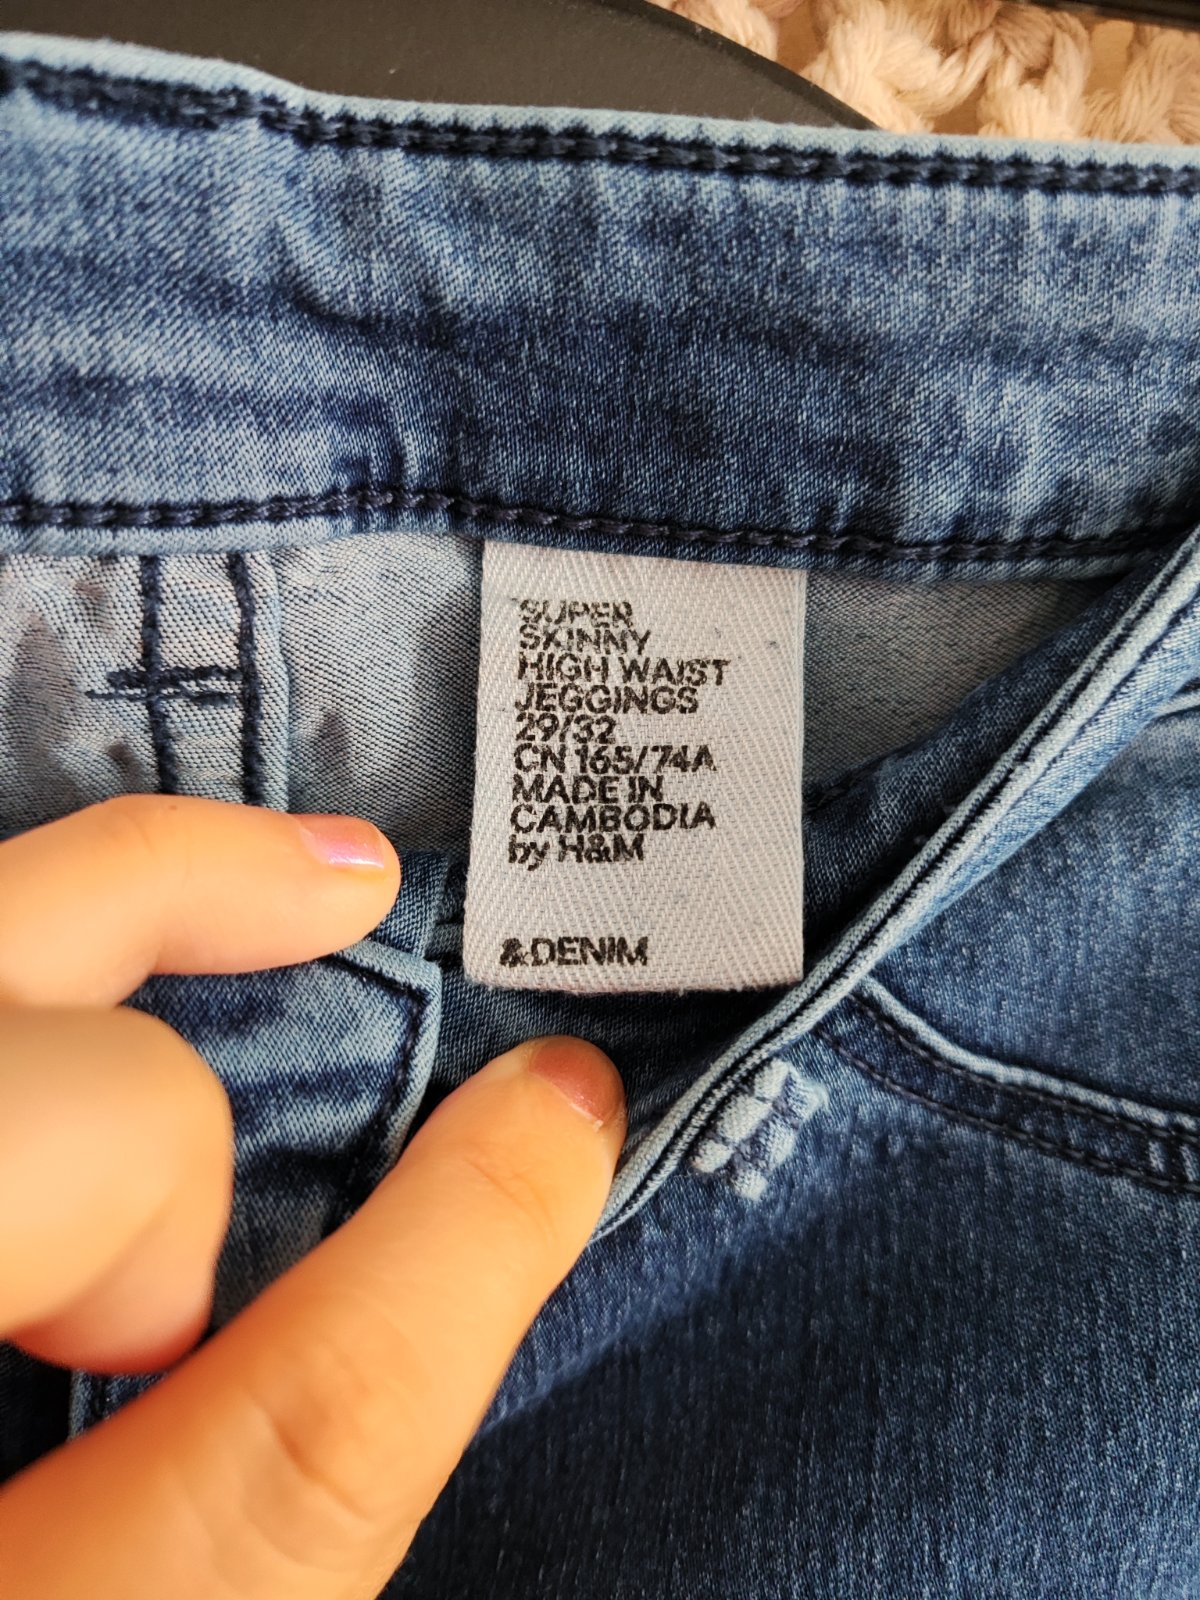 SUPER
SKINNY
HIGH WAIST
JEGGINGS
29/32
CN 165/74A
MADE IN
CAMBODIA
by H&M
&DENIM